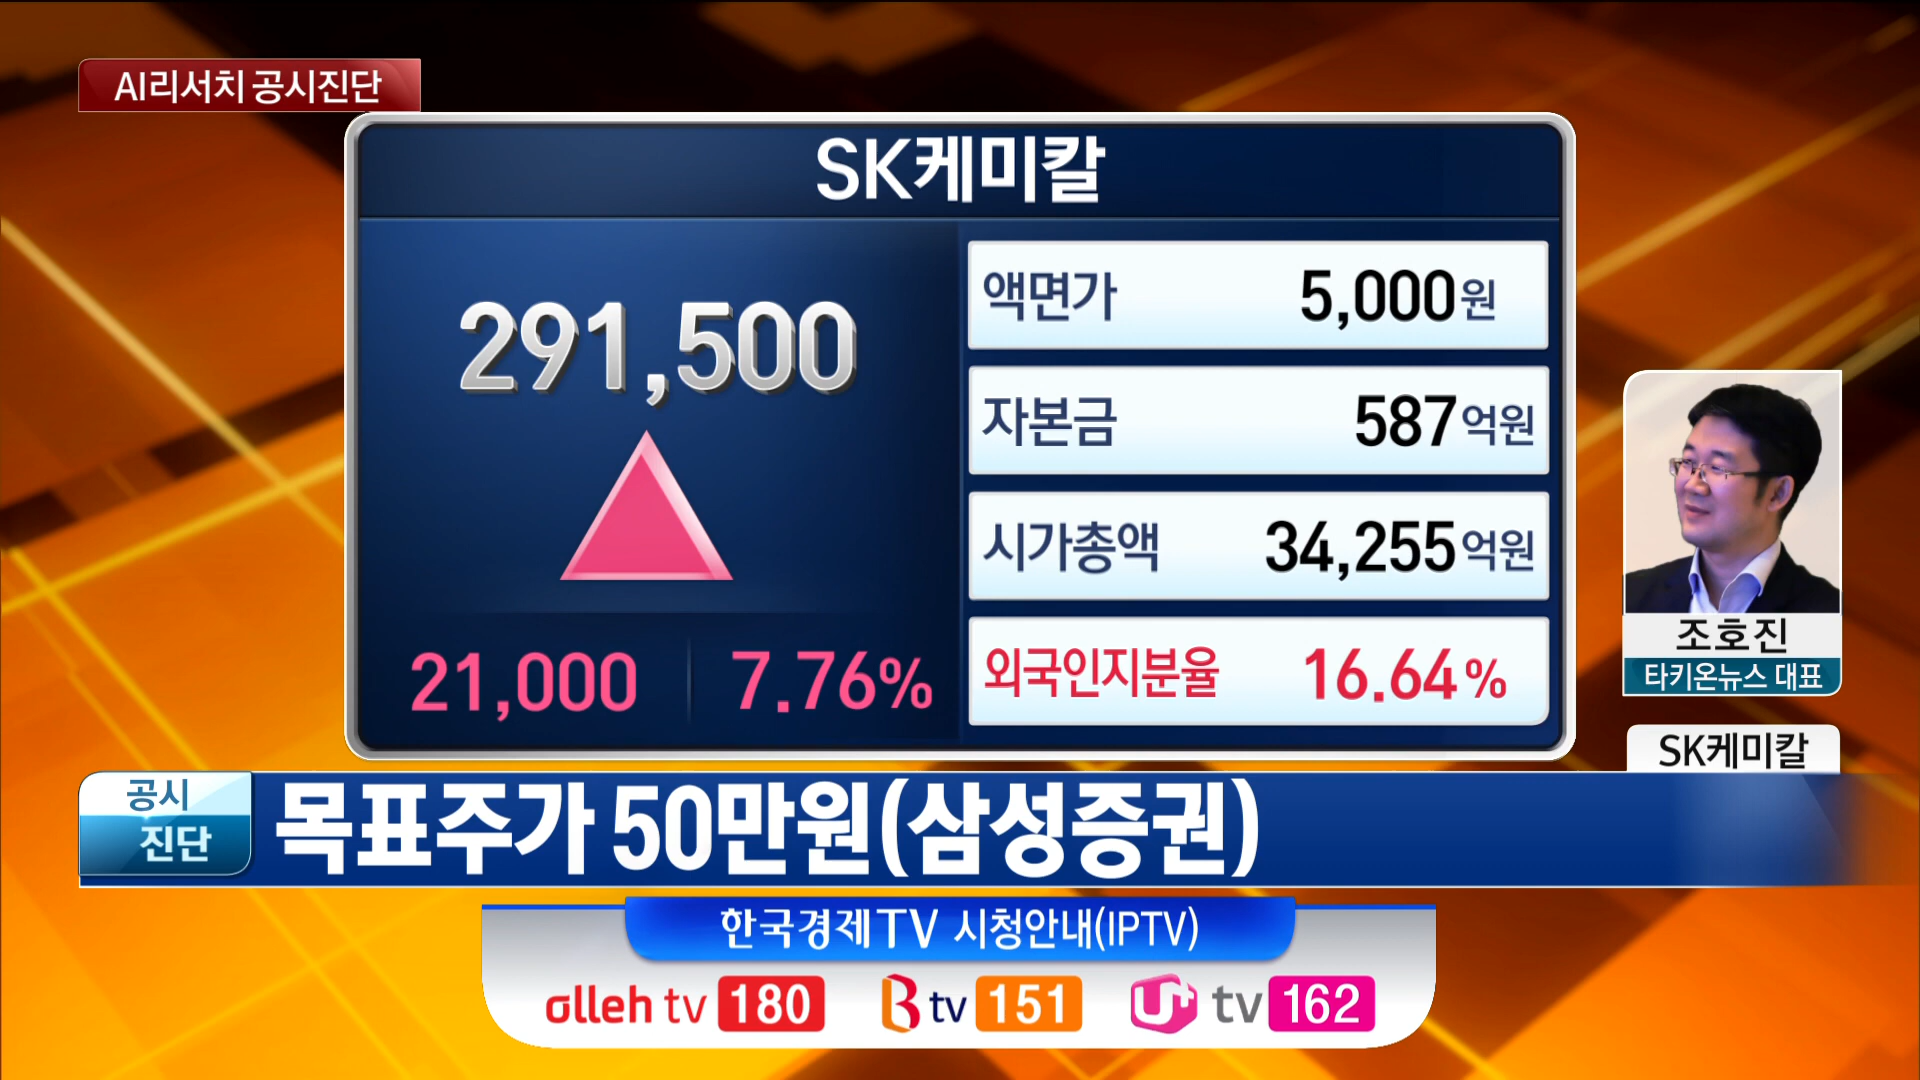 AI리서치 공시진단
SK케미칼
291,500
21,000 7.76%
액면가 5,000원
자본금 587억원
시가총액 34,255억원
외국인지분율 16.64%
조호진
타키온뉴스 대표
SK케미칼
공시
진단
목표주가 50만원(삼성증권)
한국경제TV 시청안내(IPTV)
olleh tv 180 B tv 151 U+ tv 162